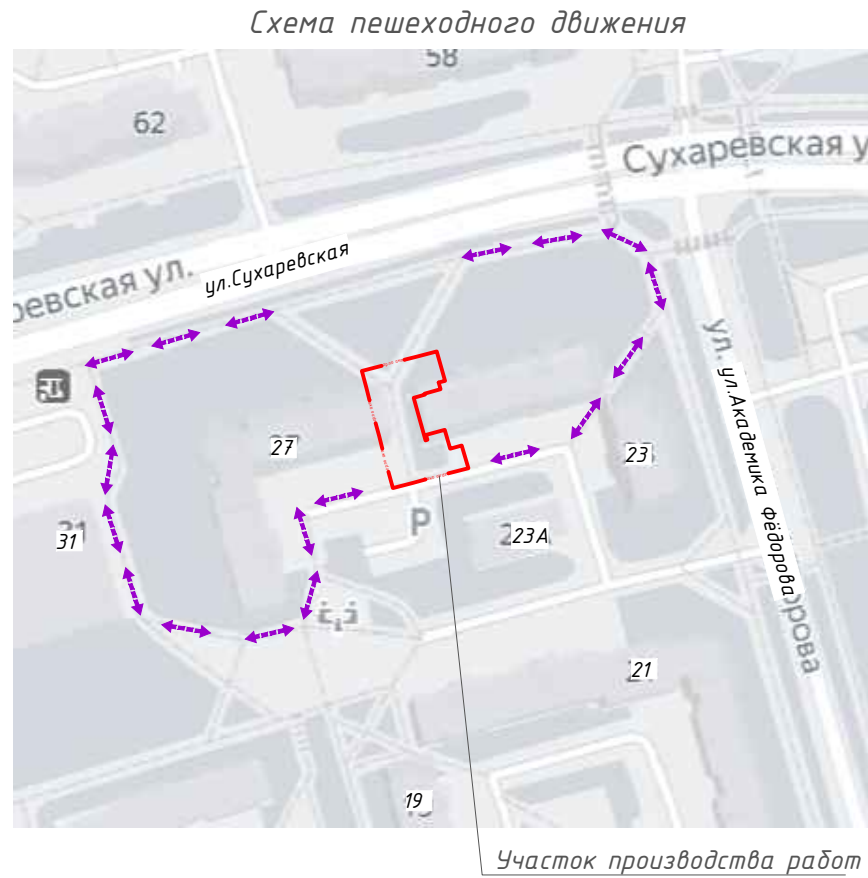 Схема пешеходного движения
58
62
Сухаревская у
ревская ул.
ул.Сухаревская
ул.
ул.Академика Фёдорова
орова
27
23
31
P
23А
21
19
Участок производства работ